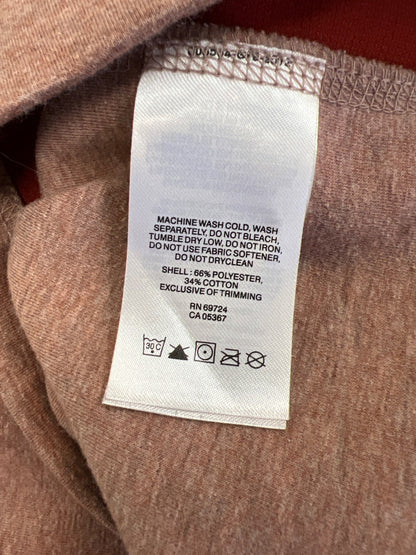 MACHINE WASH COLD, WASH
SEPARATELY, DO NOT BLEACH,
TUMBLE DRY LOW, DO NOT IRON,
DO NOT USE FABRIC SOFTENER,
DO NOT DRYCLEAN
SHELL : 66% POLYESTER,
34% COTTON
EXCLUSIVE OF TRIMMING
RN 69724
CA 05367
30C